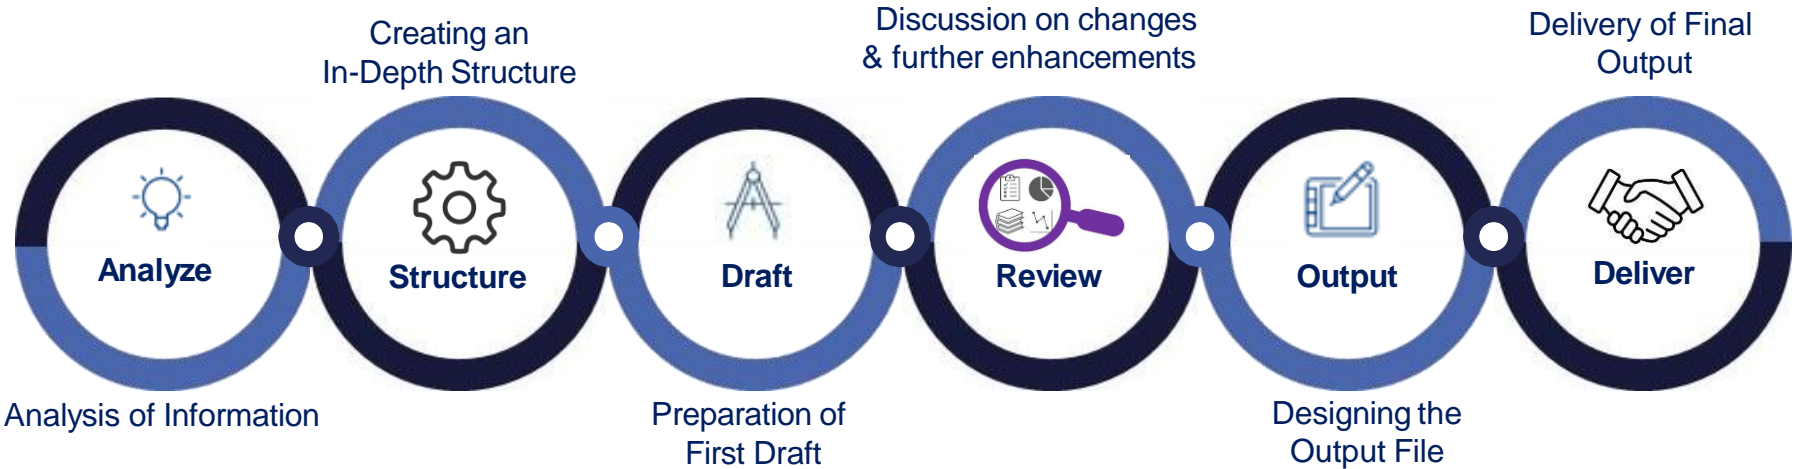 Creating an
In-Depth Structure
Discussion on changes
& further enhancements
Delivery of Final
Output
Analyze
Structure
Draft
Review
Output
Deliver
Analysis of Information
Preparation of
First Draft
Designing the
Output File